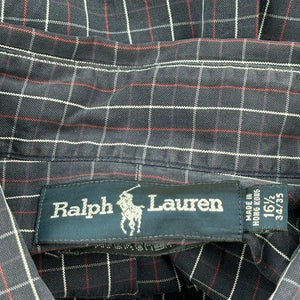 Ralph Lauren
MADE IN
HONG KONG
16½
34/35